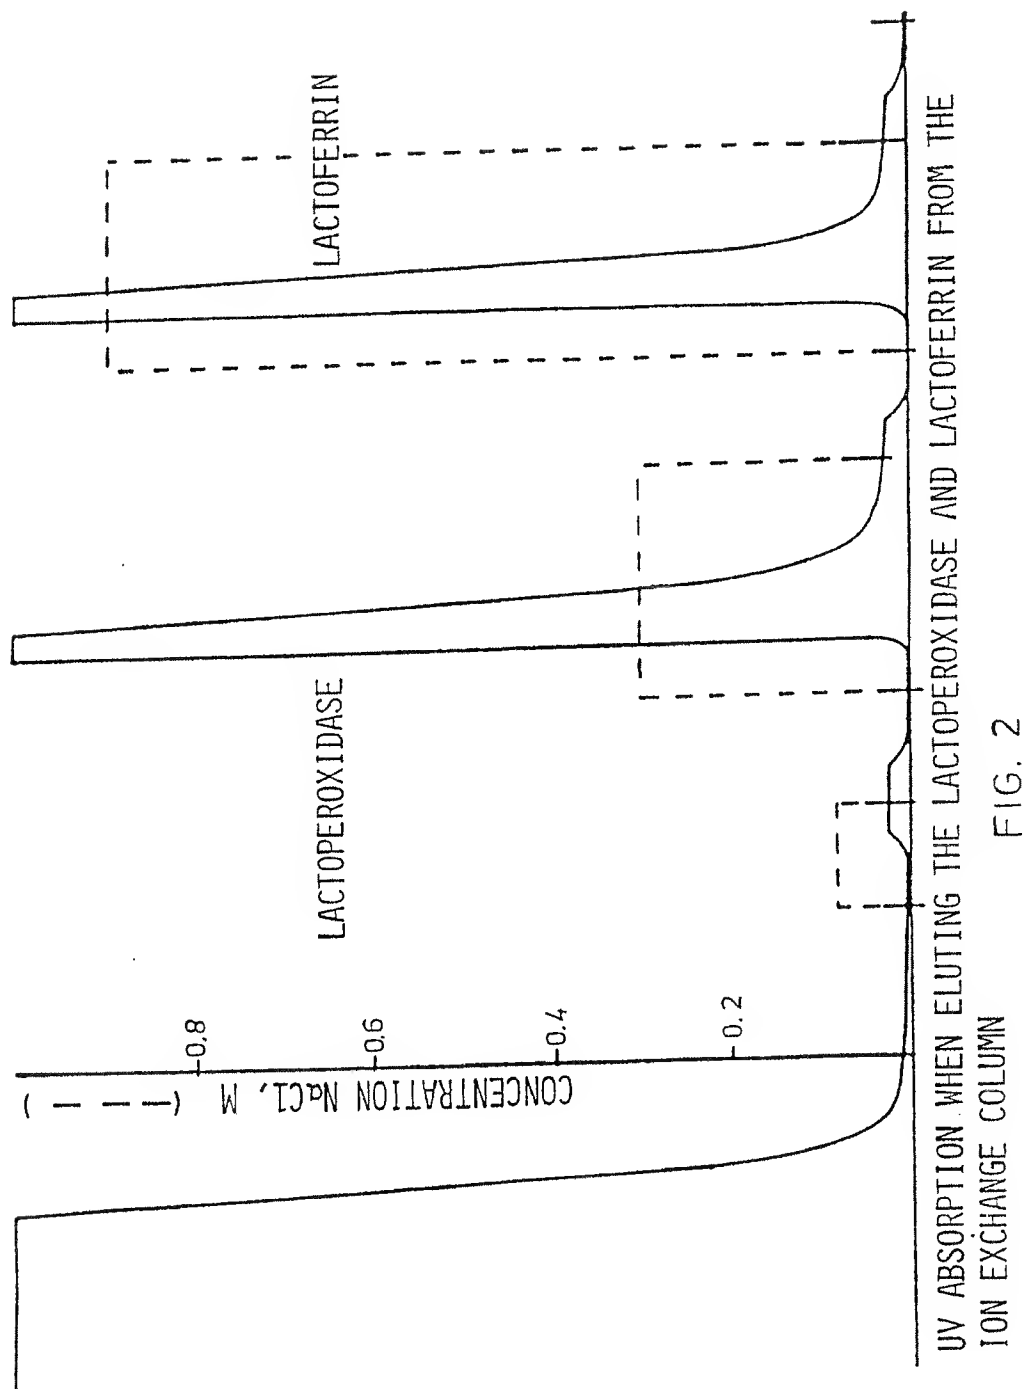 ( — — — )
CONCENTRATION NaCl, M
0.8
0.6
0.4
0.2
LACTOPEROXIDASE
LACTOFERRIN
UV ABSORPTION WHEN ELUTING THE LACTOPEROXIDASE AND LACTOFERRIN FROM THE
ION EXCHANGE COLUMN
FIG. 2